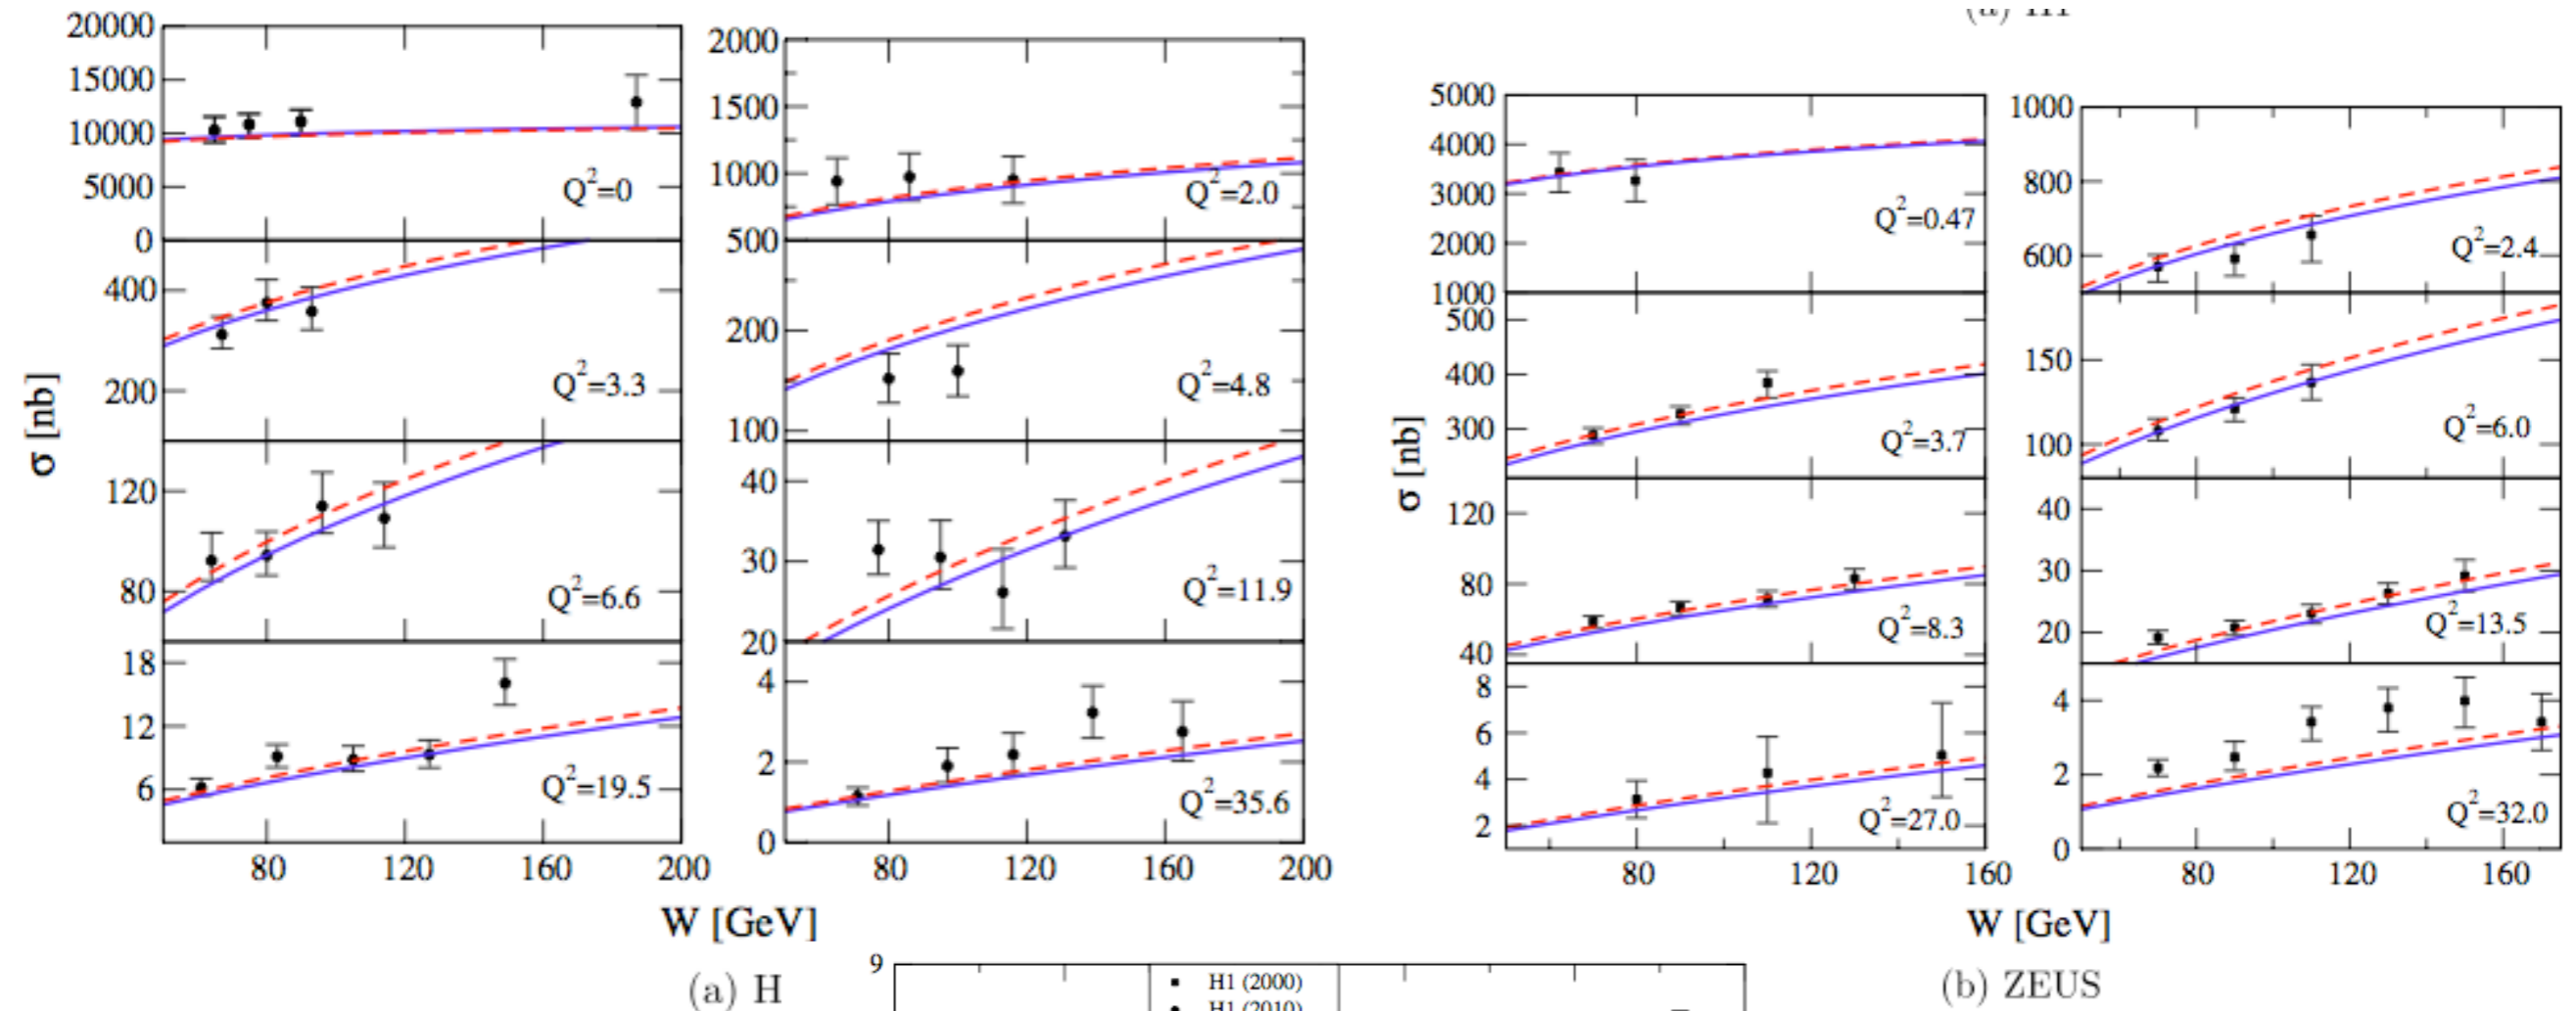 (a) H1
20000
15000
10000
5000
0
Q²=0
400
200
Q²=3.3
120
80
Q²=6.6
18
12
6
Q²=19.5
80 120 160 200
2000
1500
1000
500
Q²=2.0
200
100
Q²=4.8
40
30
20
Q²=11.9
4
2
0
Q²=35.6
80 120 160 200
σ [nb]
W [GeV]
(a) H
5000
4000
3000
2000
1000
Q²=0.47
500
400
300
Q²=3.7
120
80
40
Q²=8.3
8
6
4
2
Q²=27.0
80 120 160
1000
800
600
Q²=2.4
150
100
Q²=6.0
40
30
20
Q²=13.5
4
2
0
Q²=32.0
80 120 160
σ [nb]
W [GeV]
(b) ZEUS
9
H1 (2000)
H1 (2010)